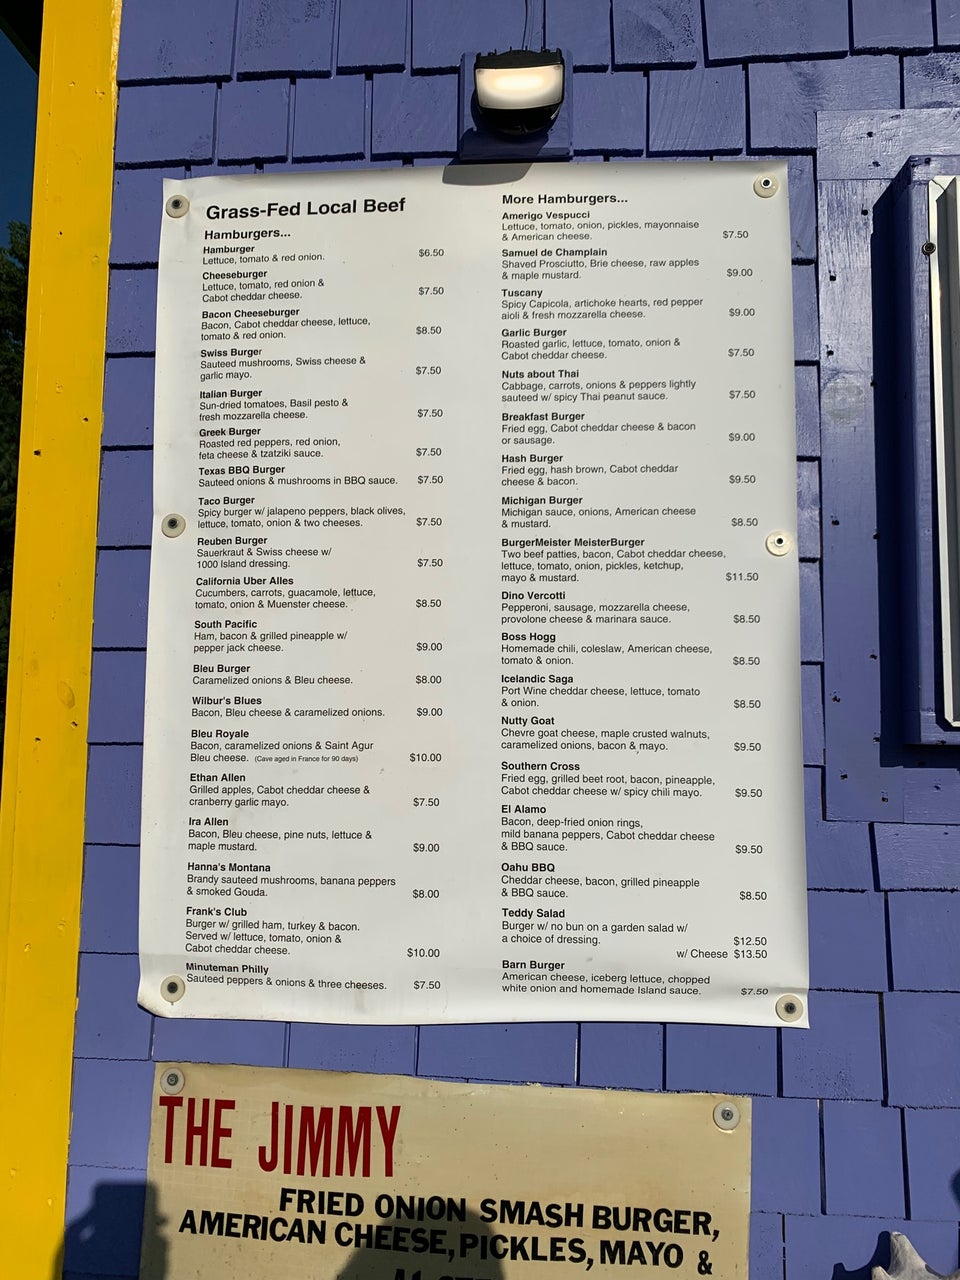 Grass-Fed Local Beef
Hamburgers...
Hamburger
Lettuce, tomato & red onion. $6.50
Cheeseburger
Lettuce, tomato, red onion &
Cabot cheddar cheese. $7.50
Bacon Cheeseburger
Bacon, Cabot cheddar cheese, lettuce,
tomato & red onion. $8.50
Swiss Burger
Sauteed mushrooms, Swiss cheese &
garlic mayo. $7.50
Italian Burger
Sun-dried tomatoes, Basil pesto &
fresh mozzarella cheese. $7.50
Greek Burger
Roasted red peppers, red onion,
feta cheese & tzatziki sauce. $7.50
Texas BBQ Burger
Sauteed onions & mushrooms in BBQ sauce. $7.50
Taco Burger
Spicy burger w/ jalapeno peppers, black olives,
lettuce, tomato, onion & two cheeses. $7.50
Reuben Burger
Sauerkraut & Swiss cheese w/
1000 Island dressing. $7.50
California Uber Alles
Cucumbers, carrots, guacamole, lettuce,
tomato, onion & Muenster cheese. $8.50
South Pacific
Ham, bacon & grilled pineapple w/
pepper jack cheese. $9.00
Bleu Burger
Caramelized onions & Bleu cheese. $8.00
Wilbur's Blues
Bacon, Bleu cheese & caramelized onions. $9.00
Bleu Royale
Bacon, caramelized onions & Saint Agur
Bleu cheese. (Cave aged in France for 90 days) $10.00
Ethan Allen
Grilled apples, Cabot cheddar cheese &
cranberry garlic mayo. $7.50
Ira Allen
Bacon, Bleu cheese, pine nuts, lettuce &
maple mustard. $9.00
Hanna's Montana
Brandy sauteed mushrooms, banana peppers
& smoked Gouda. $8.00
Frank's Club
Burger w/ grilled ham, turkey & bacon.
Served w/ lettuce, tomato, onion &
Cabot cheddar cheese. $10.00
Minuteman Philly
Sauteed peppers & onions & three cheeses. $7.50
More Hamburgers...
Amerigo Vespucci
Lettuce, tomato, onion, pickles, mayonnaise
& American cheese. $7.50
Samuel de Champlain
Shaved Prosciutto, Brie cheese, raw apples
& maple mustard. $9.00
Tuscany
Spicy Capicola, artichoke hearts, red pepper
aioli & fresh mozzarella cheese. $9.00
Garlic Burger
Roasted garlic, lettuce, tomato, onion &
Cabot cheddar cheese. $7.50
Nuts about Thai
Cabbage, carrots, onions & peppers lightly
sauteed w/ spicy Thai peanut sauce. $7.50
Breakfast Burger
Fried egg, Cabot cheddar cheese & bacon
or sausage. $9.00
Hash Burger
Fried egg, hash brown, Cabot cheddar
cheese & bacon. $9.50
Michigan Burger
Michigan sauce, onions, American cheese
& mustard. $8.50
BurgerMeister MeisterBurger
Two beef patties, bacon, Cabot cheddar cheese,
lettuce, tomato, onion, pickles, ketchup,
mayo & mustard. $11.50
Dino Vercotti
Pepperoni, sausage, mozzarella cheese,
provolone cheese & marinara sauce. $8.50
Boss Hogg
Homemade chili, coleslaw, American cheese,
tomato & onion. $8.50
Icelandic Saga
Port Wine cheddar cheese, lettuce, tomato
& onion. $8.50
Nutty Goat
Chevre goat cheese, maple crusted walnuts,
caramelized onions, bacon & mayo. $9.50
Southern Cross
Fried egg, grilled beet root, bacon, pineapple,
Cabot cheddar cheese w/ spicy chili mayo. $9.50
El Alamo
Bacon, deep-fried onion rings,
mild banana peppers, Cabot cheddar cheese
& BBQ sauce. $9.50
Oahu BBQ
Cheddar cheese, bacon, grilled pineapple
& BBQ sauce. $8.50
Teddy Salad
Burger w/ no bun on a garden salad w/
a choice of dressing. $12.50
w/ Cheese $13.50
Barn Burger
American cheese, iceberg lettuce, chopped
white onion and homemade Island sauce. $7.50
THE JIMMY
FRIED ONION SMASH BURGER,
AMERICAN CHEESE, PICKLES, MAYO &